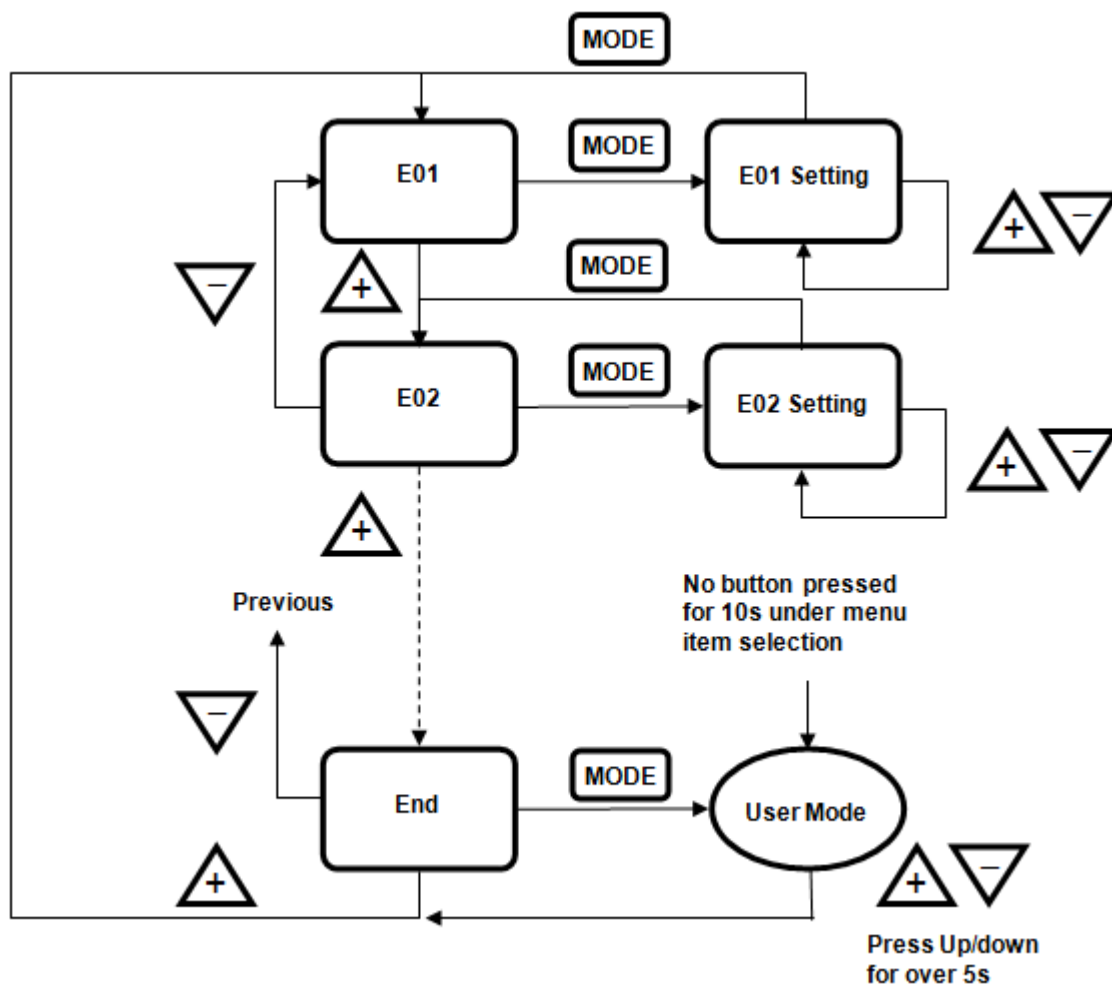 MODE
E01
MODE
E01 Setting
+
−
−
+
MODE
E02
MODE
E02 Setting
+
−
+
No button pressed
for 10s under menu
item selection
Previous
−
End
MODE
User Mode
+
+
−
Press Up/down
for over 5s